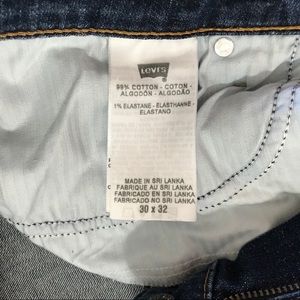 LEVI'S
99% COTTON - COTON -
ALGODÓN - ALGODÃO
1% ELASTANE - ELASTHANNE -
ELASTANO
MADE IN SRI LANKA
FABRIQUE AU SRI LANKA
FABRICADO EN SRI LANKA
FABRICADO NO SRI LANKA
30 x 32